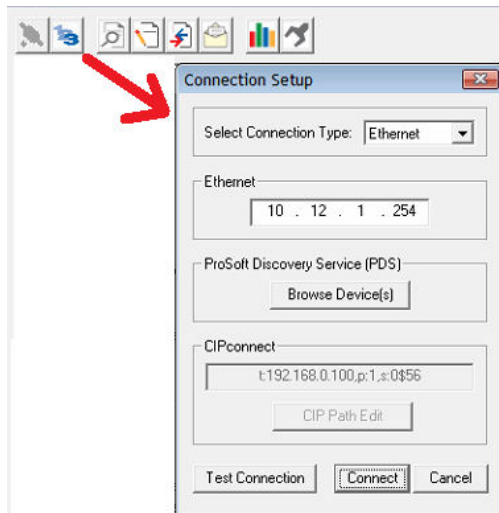 Connection Setup
Select Connection Type: Ethernet
Ethernet
10 . 12 . 1 . 254
ProSoft Discovery Service (PDS)
Browse Device(s)
CIPconnect
t:192.168.0.100,p:1,s:0$56
CIP Path Edit
Test Connection Connect Cancel